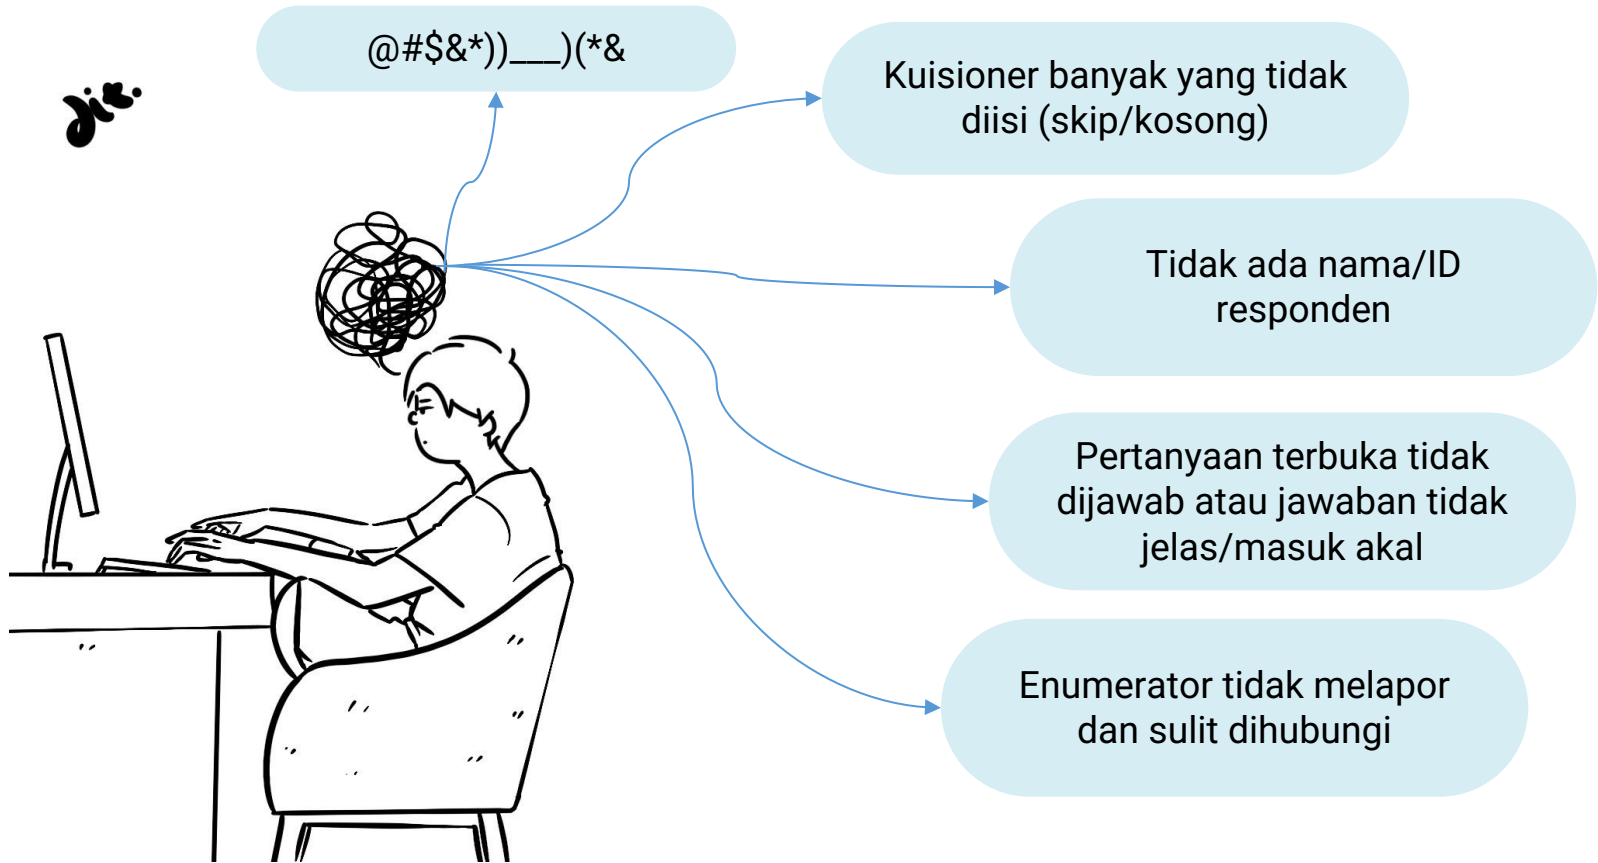 @#$&*))___)(*&
Kuisioner banyak yang tidak
diisi (skip/kosong)
Tidak ada nama/ID
responden
Pertanyaan terbuka tidak
dijawab atau jawaban tidak
jelas/masuk akal
Enumerator tidak melapor
dan sulit dihubungi